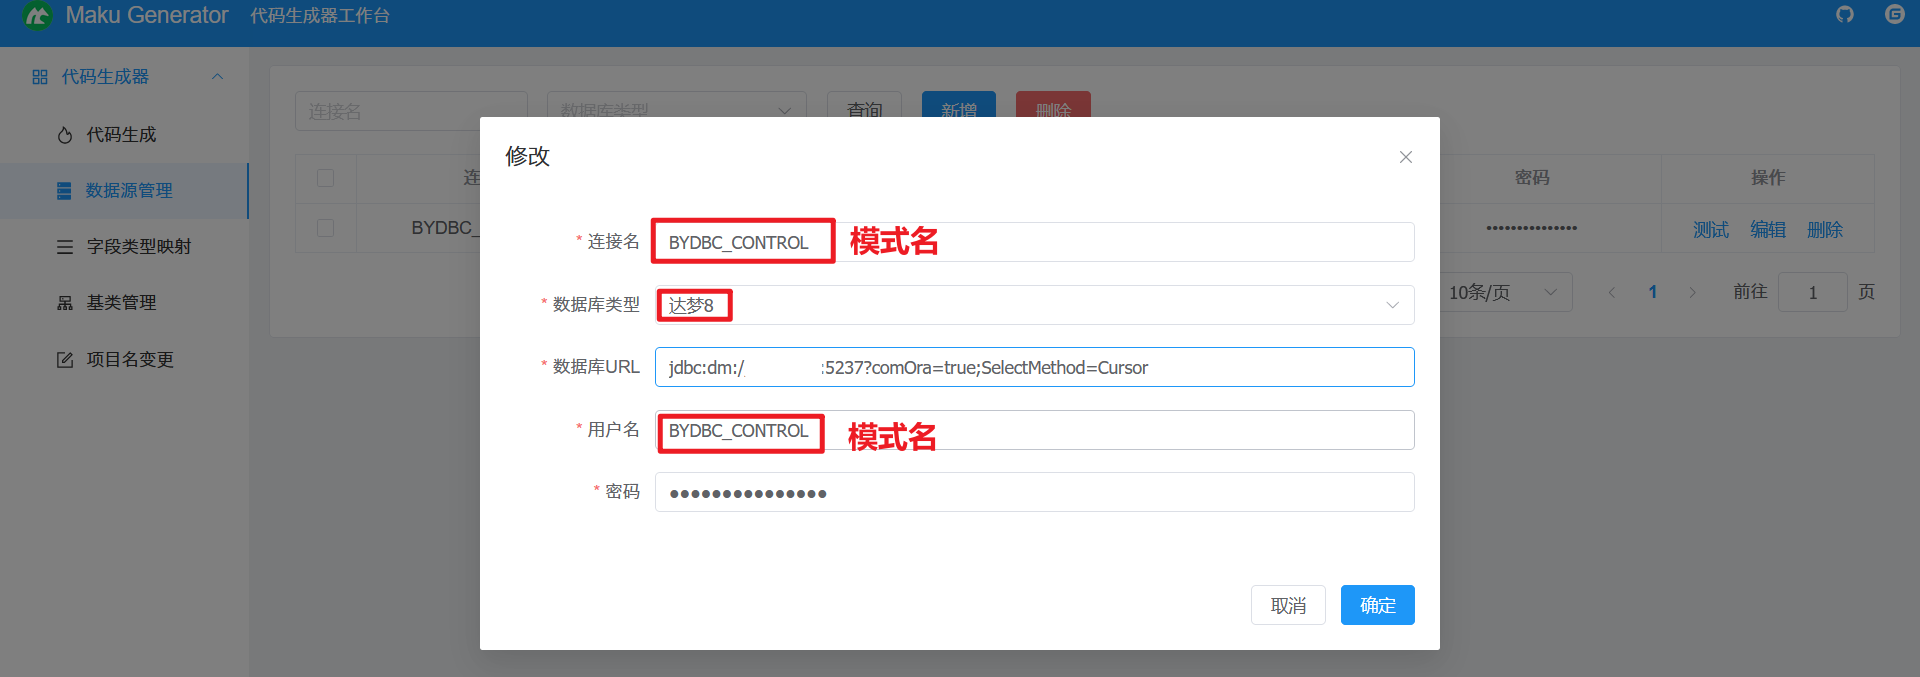 Maku Generator 代码生成器工作台
代码生成器
代码生成
数据源管理
字段类型映射
基类管理
项目名变更
连接名 数据库类型 查询 新增 删除
连 密码 操作
BYDBC_ ••••••••••••••• 测试 编辑 删除
10条/页 1 前往 1 页
修改
* 连接名 BYDBC_CONTROL 模式名
* 数据库类型 达梦8
* 数据库URL jdbc:dm:/ :5237?comOra=true;SelectMethod=Cursor
* 用户名 BYDBC_CONTROL 模式名
* 密码 •••••••••••••••
取消 确定